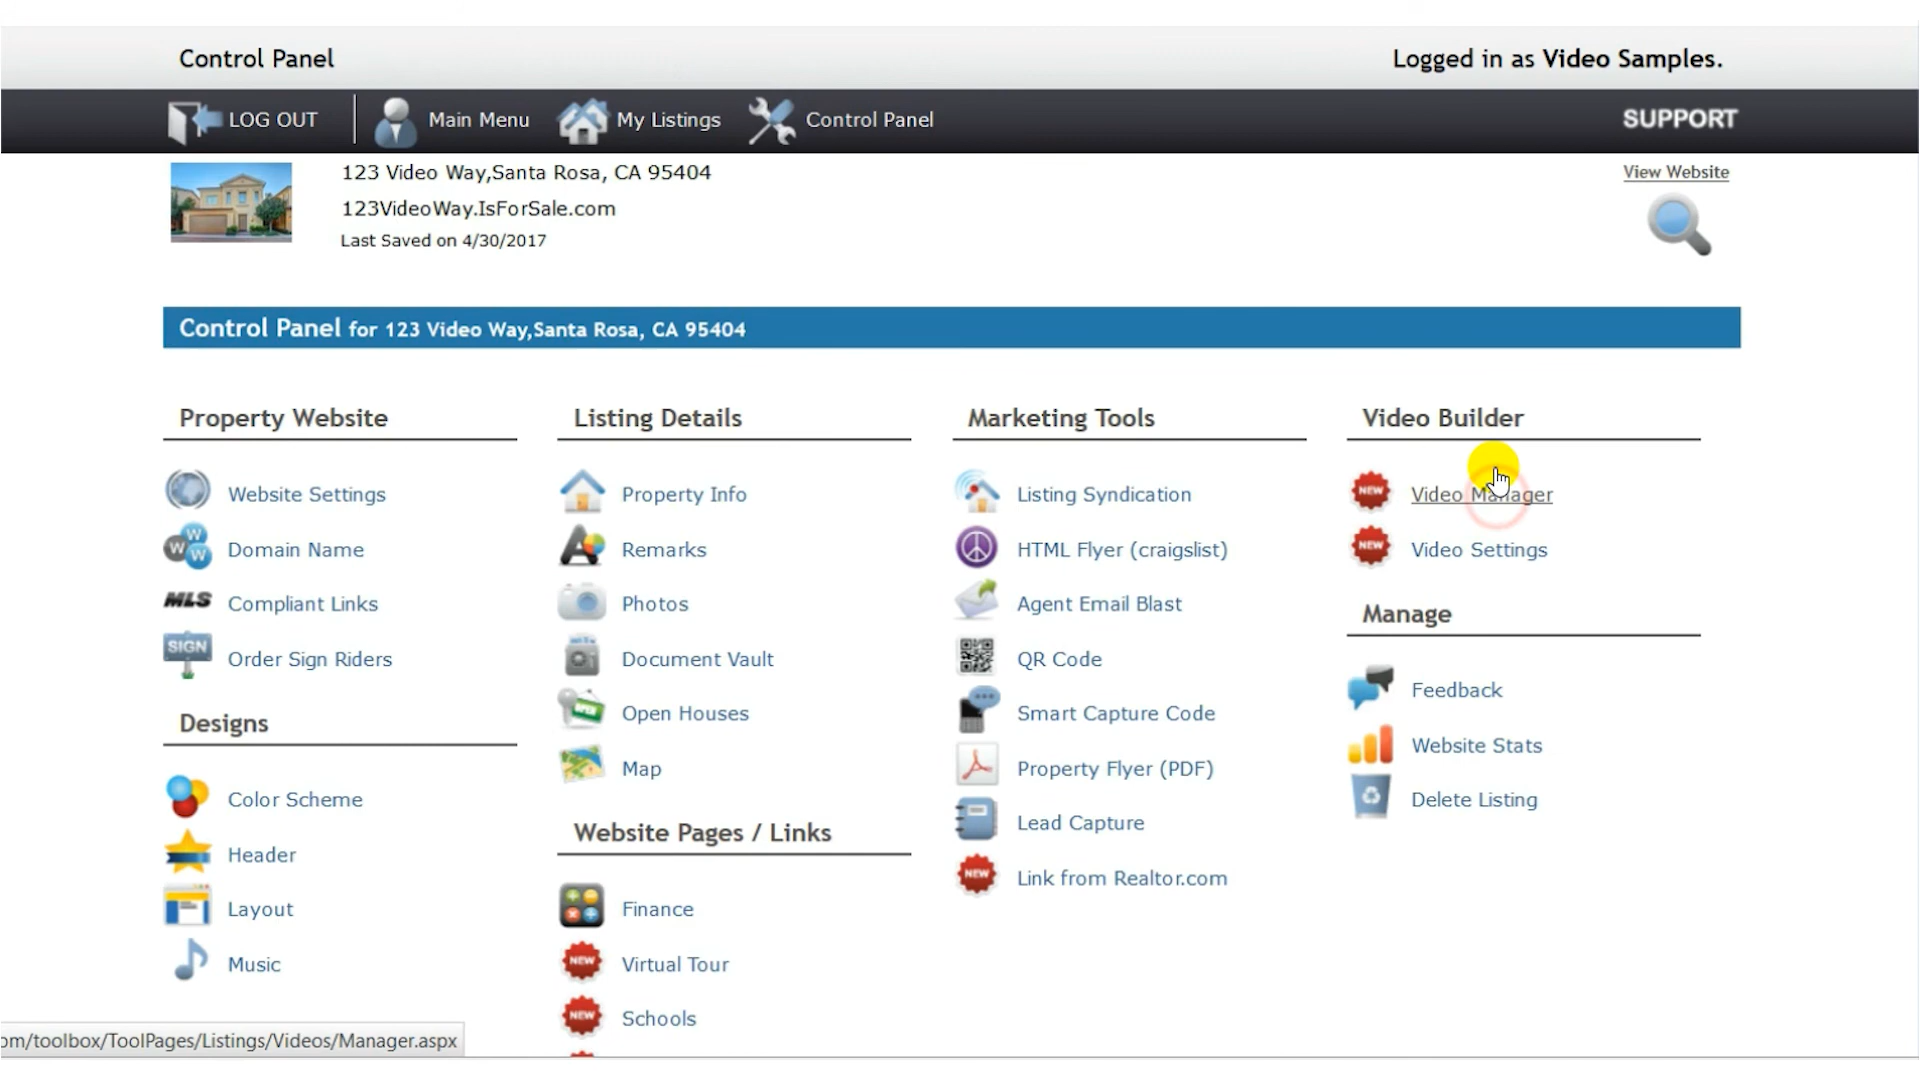 Control Panel
Logged in as Video Samples.
LOG OUT
Main Menu
My Listings
Control Panel
SUPPORT
123 Video Way,Santa Rosa, CA 95404
View Website
123VideoWay.IsForSale.com
Last Saved on 4/30/2017
Control Panel for 123 Video Way,Santa Rosa, CA 95404
Property Website
Website Settings
W W W
Domain Name
MLS Compliant Links
SIGN
Order Sign Riders
Designs
Color Scheme
Header
Layout
Music
Listing Details
Property Info
Remarks
Photos
Document Vault
OPEN
Open Houses
Map
Website Pages / Links
Finance
NEW Virtual Tour
NEW Schools
Marketing Tools
Listing Syndication
HTML Flyer (craigslist)
Agent Email Blast
QR Code
Smart Capture Code
Property Flyer (PDF)
Lead Capture
NEW Link from Realtor.com
Video Builder
NEW Video Manager
NEW Video Settings
Manage
Feedback
Website Stats
Delete Listing
om/toolbox/ToolPages/Listings/Videos/Manager.aspx